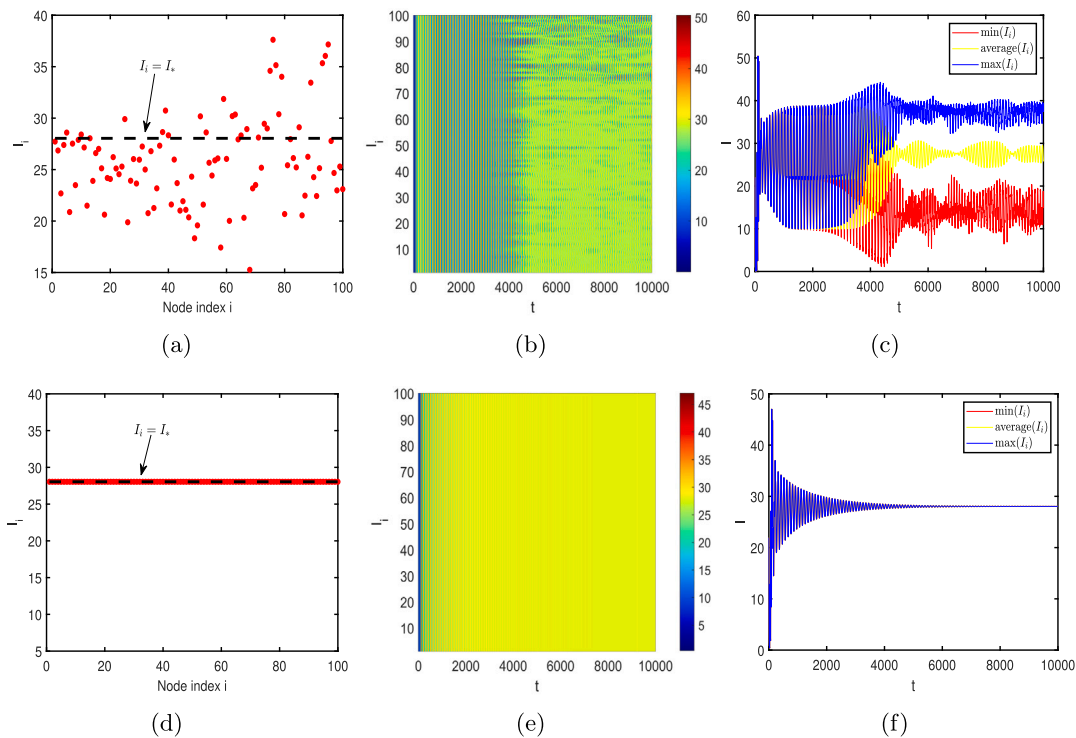 40
35
30
25
20
15
0 20 40 60 80 100
I_i
Node index i
I_i = I_*
(a)
100
90
80
70
60
50
40
30
20
10
0 2000 4000 6000 8000 10000
I_i
t
50
40
30
20
10
(b)
60
50
40
30
20
10
0
0 2000 4000 6000 8000 10000
I
t
min(I_i)
average(I_i)
max(I_i)
(c)
40
35
30
25
20
15
10
5
0 20 40 60 80 100
I_i
Node index i
I_i = I_*
(d)
100
90
80
70
60
50
40
30
20
10
0 2000 4000 6000 8000 10000
I_i
t
45
40
35
30
25
20
15
10
5
(e)
50
40
30
20
10
0
0 2000 4000 6000 8000 10000
I
t
min(I_i)
average(I_i)
max(I_i)
(f)